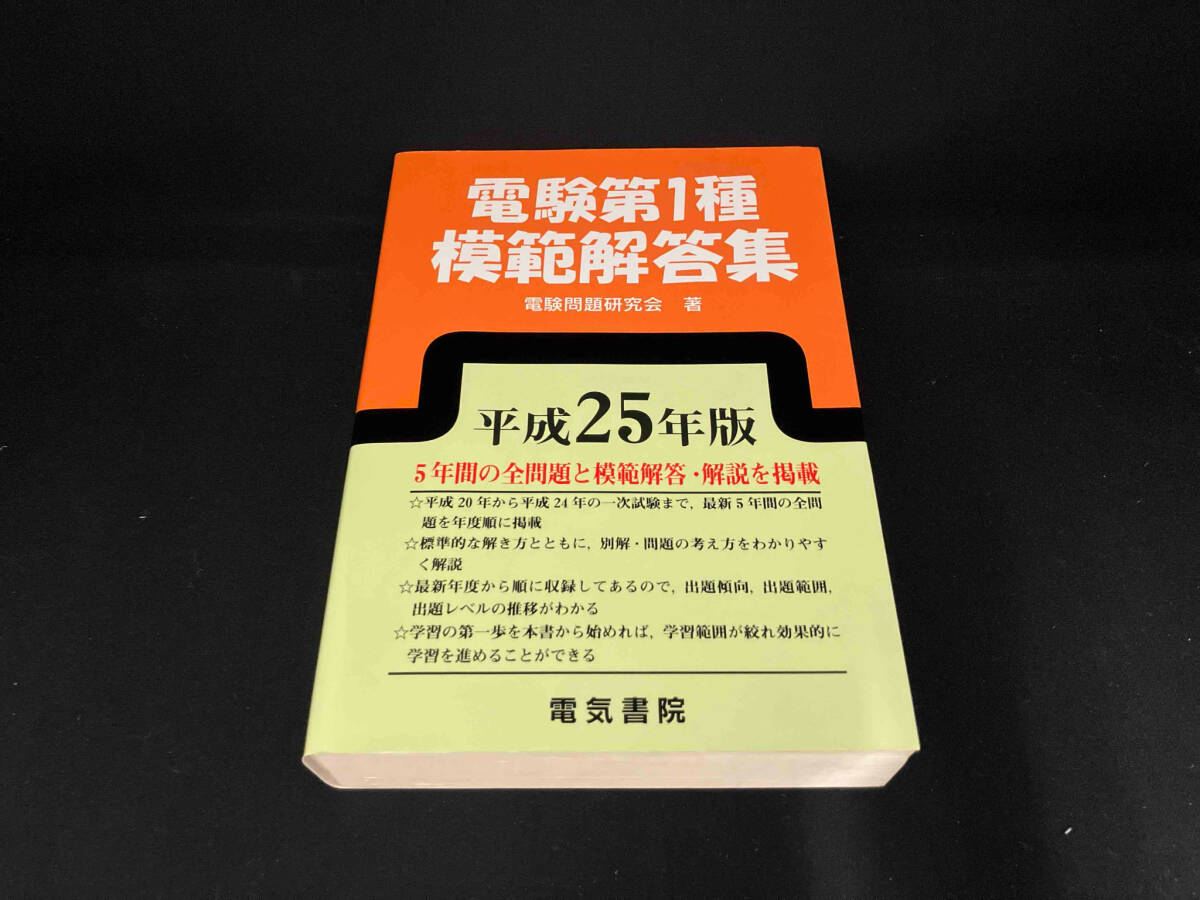 電験第1種
模範解答集
電験問題研究会 著
平成25年版
5年間の全問題と模範解答・解説を掲載
☆平成20年から平成24年の一次試験まで，最新5年間の全問
題を年度順に掲載
☆標準的な解き方とともに，別解・問題の考え方をわかりやす
く解説
☆最新年度から順に収録してあるので，出題傾向，出題範囲，
出題レベルの推移がわかる
☆学習の第一歩を本書から始めれば，学習範囲が絞れ効果的に
学習を進めることができる
電気書院